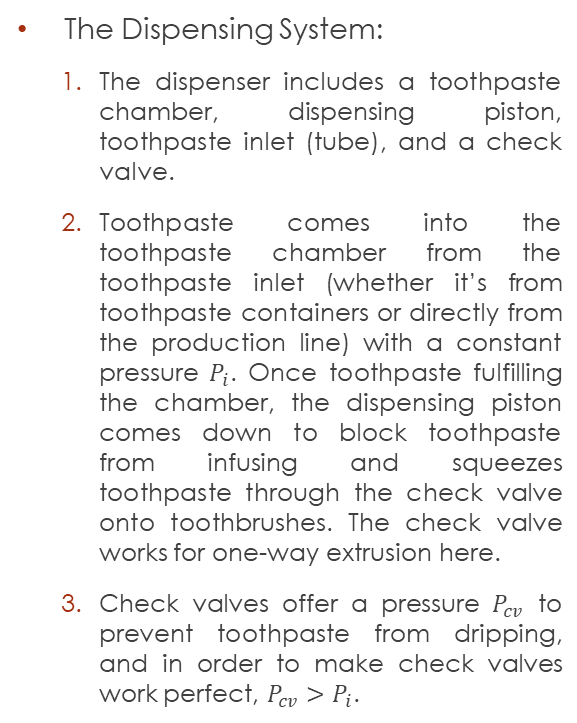 • The Dispensing System:
1. The dispenser includes a toothpaste
chamber, dispensing piston,
toothpaste inlet (tube), and a check
valve.
2. Toothpaste comes into the
toothpaste chamber from the
toothpaste inlet (whether it's from
toothpaste containers or directly from
the production line) with a constant
pressure P_i. Once toothpaste fulfilling
the chamber, the dispensing piston
comes down to block toothpaste
from infusing and squeezes
toothpaste through the check valve
onto toothbrushes. The check valve
works for one-way extrusion here.
3. Check valves offer a pressure P_cv to
prevent toothpaste from dripping,
and in order to make check valves
work perfect, P_cv > P_i.